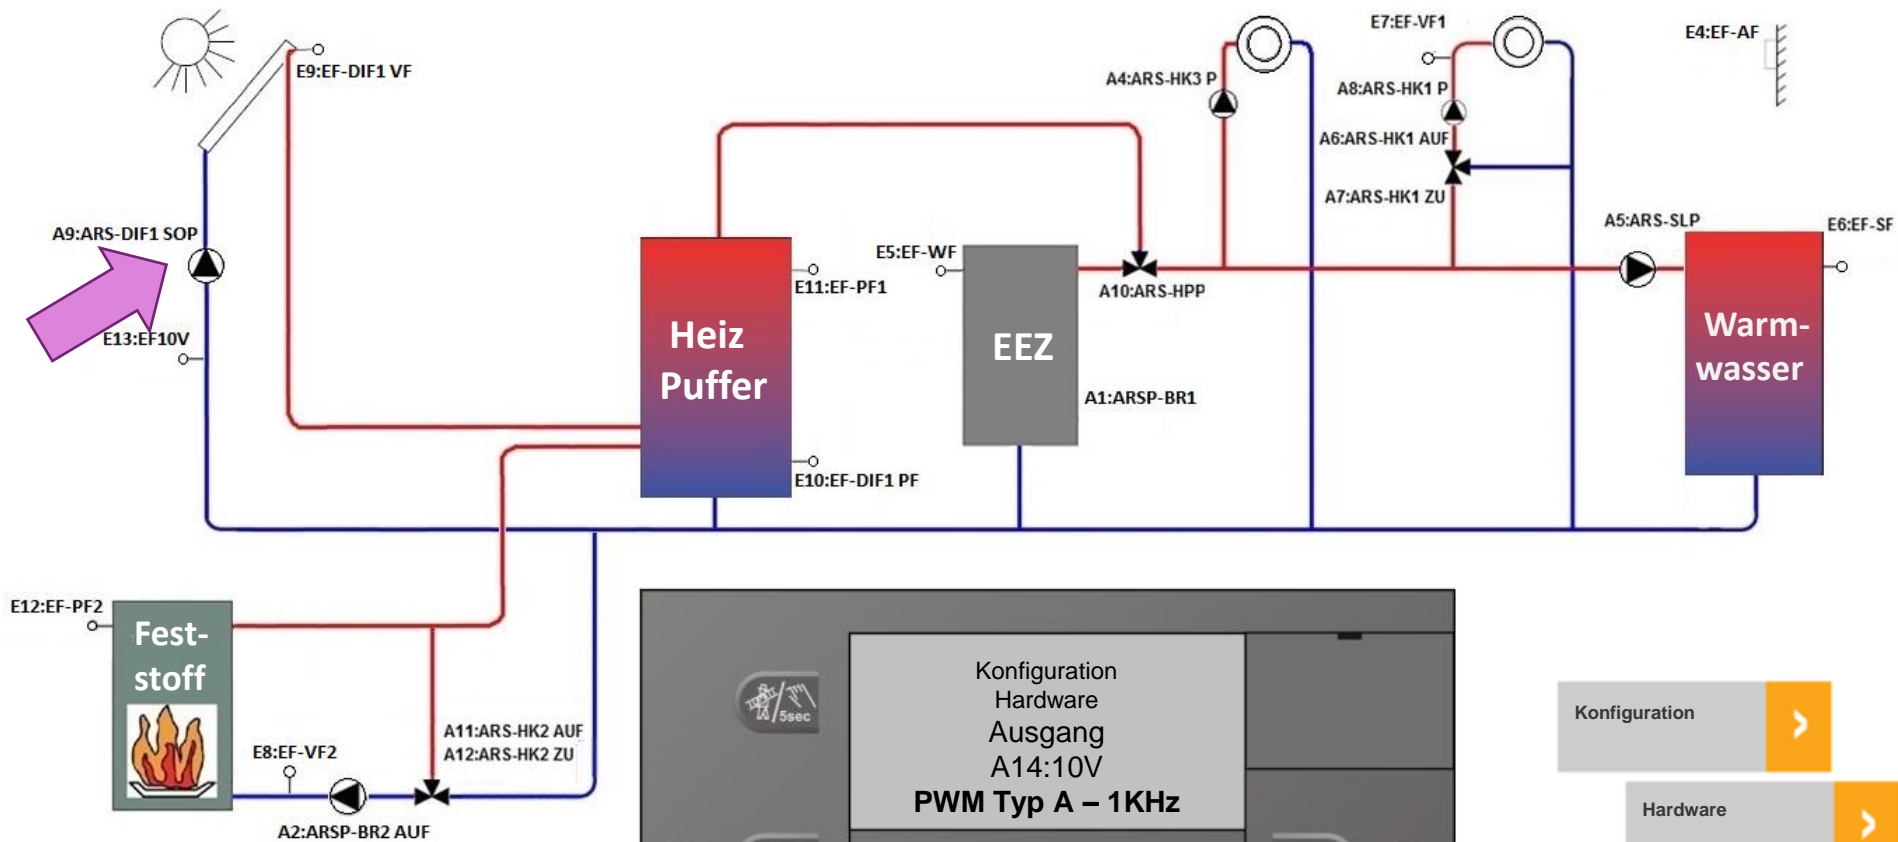 E9:EF-DIF1 VF
A4:ARS-HK3 P
E7:EF-VF1
E4:EF-AF
A8:ARS-HK1 P
A6:ARS-HK1 AUF
A7:ARS-HK1 ZU
A9:ARS-DIF1 SOP
E13:EF10V
E11:EF-PF1
Heiz
Puffer
E10:EF-DIF1 PF
E5:EF-WF
EEZ
A10:ARS-HPP
A1:ARSP-BR1
A5:ARS-SLP
E6:EF-SF
Warm-
wasser
E12:EF-PF2
Fest-
stoff
E8:EF-VF2
A11:ARS-HK2 AUF
A12:ARS-HK2 ZU
A2:ARSP-BR2 AUF
5sec
Konfiguration
Hardware
Ausgang
A14:10V
PWM Typ A – 1KHz
Konfiguration
Hardware